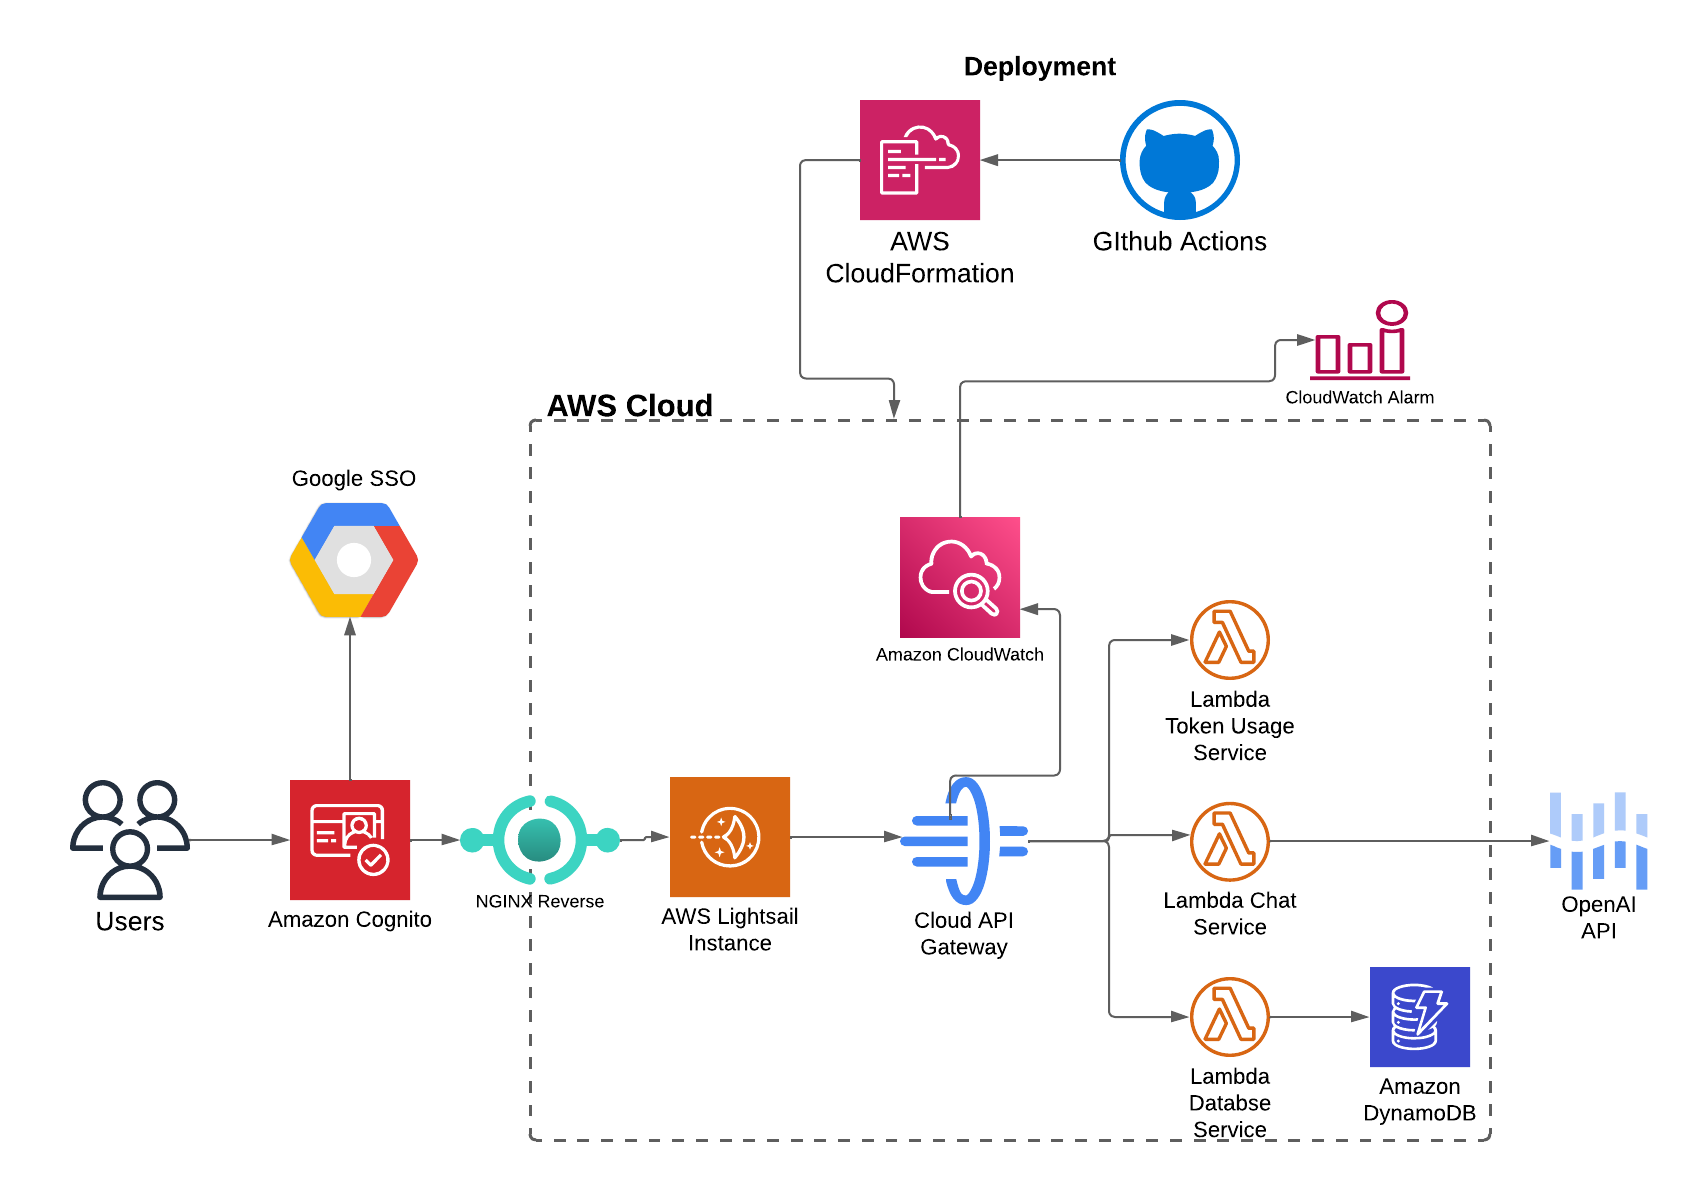 Deployment
AWS
CloudFormation
GIthub Actions
CloudWatch Alarm
AWS Cloud
Google SSO
Amazon CloudWatch
Lambda
Token Usage
Service
Users
Amazon Cognito
NGINX Reverse
AWS Lightsail
Instance
Cloud API
Gateway
Lambda Chat
Service
OpenAI
API
Lambda
Databse
Service
Amazon
DynamoDB